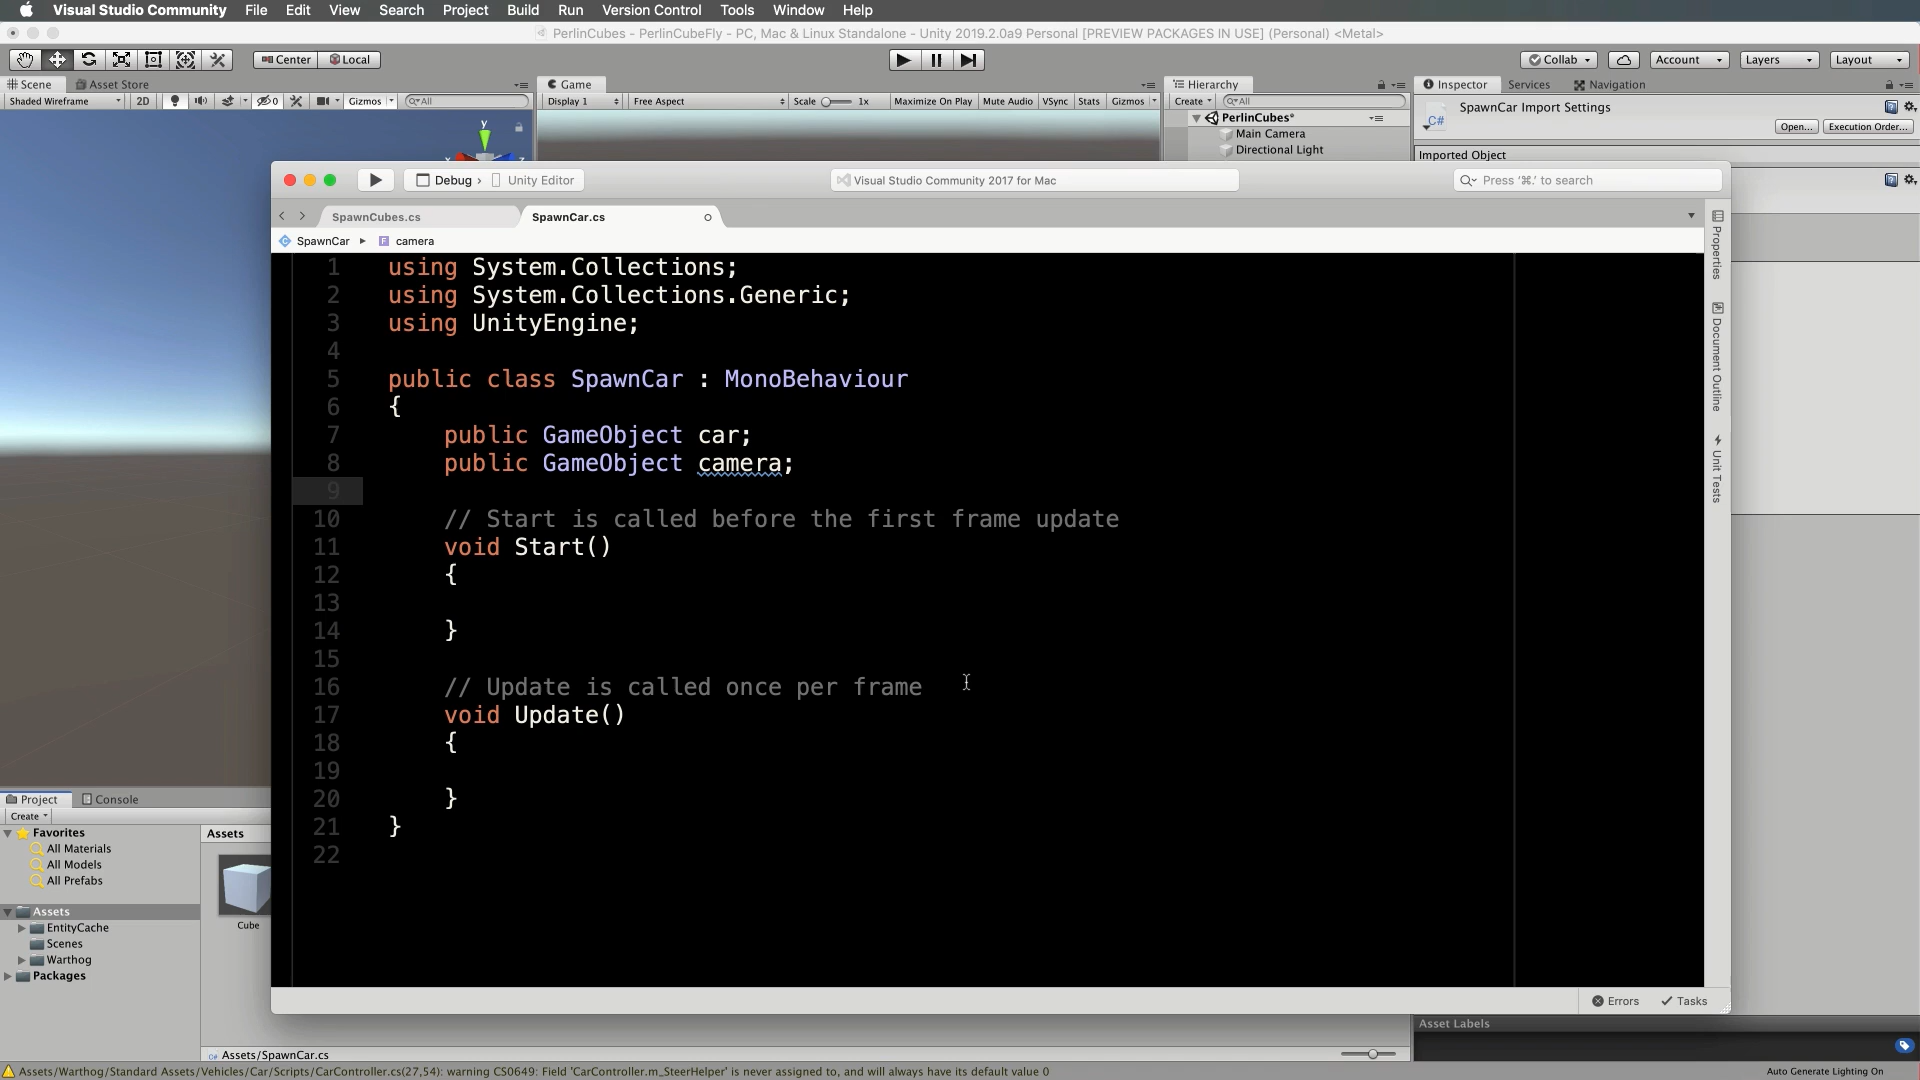 Visual Studio Community File Edit View Search Project Build Run Version Control Tools Window Help
PerlinCubes - PerlinCubeFly - PC, Mac & Linux Standalone - Unity 2019.2.0a9 Personal [PREVIEW PACKAGES IN USE] (Personal) <Metal>
Center Local Collab Account Layers Layout
Scene Asset Store Game Hierarchy Inspector Services Navigation
Shaded Wireframe 2D 0 Gizmos All Display 1 Free Aspect Scale 1x Maximize On Play Mute Audio VSync Stats Gizmos Create All
SpawnCar Import Settings
C#
Open... Execution Order...
PerlinCubes*
Main Camera
Directional Light
Imported Object
y
x z
Debug › Unity Editor Visual Studio Community 2017 for Mac Press '⌘.' to search
SpawnCubes.cs SpawnCar.cs
SpawnCar camera
1 using System.Collections;
2 using System.Collections.Generic;
3 using UnityEngine;
4
5 public class SpawnCar : MonoBehaviour
6 {
7 public GameObject car;
8 public GameObject camera;
9
10 // Start is called before the first frame update
11 void Start()
12 {
13
14 }
15
16 // Update is called once per frame
17 void Update()
18 {
19
20 }
21 }
22
Properties
Document Outline
Unit Tests
Errors Tasks
Project Console
Create
Favorites
All Materials
All Models
All Prefabs
Assets
EntityCache
Scenes
Warthog
Packages
Assets
Cube
Assets/SpawnCar.cs
Asset Labels
Assets/Warthog/Standard Assets/Vehicles/Car/Scripts/CarController.cs(27,54): warning CS0649: Field 'CarController.m_SteerHelper' is never assigned to, and will always have its default value 0
Auto Generate Lighting On